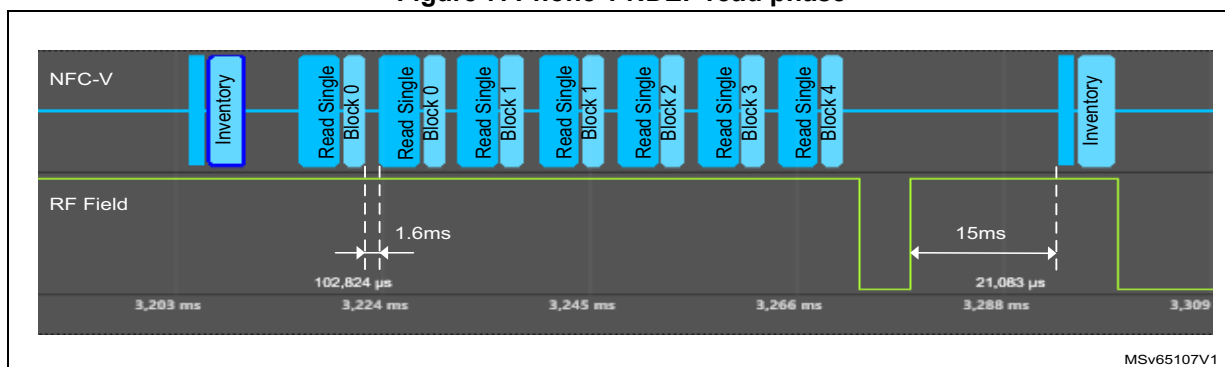 NFC-V
Inventory
Read Single
Block 0
Read Single
Block 0
Read Single
Block 1
Read Single
Block 1
Read Single
Block 2
Read Single
Block 3
Read Single
Block 4
Inventory
RF Field
1.6ms
15ms
102,824 µs
21,083 µs
3,203 ms
3,224 ms
3,245 ms
3,266 ms
3,288 ms
3,309
MSv65107V1